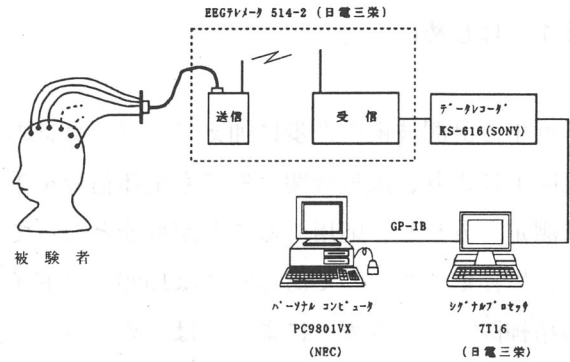 EEGテレメータ 514-2 (日電三栄)
送信
受信
データレコーダ
KS-616(SONY)
被験者
GP-IB
パーソナル コンピュータ
PC9801VX
(NEC)
シグナルプロセッサ
7T16
(日電三栄)